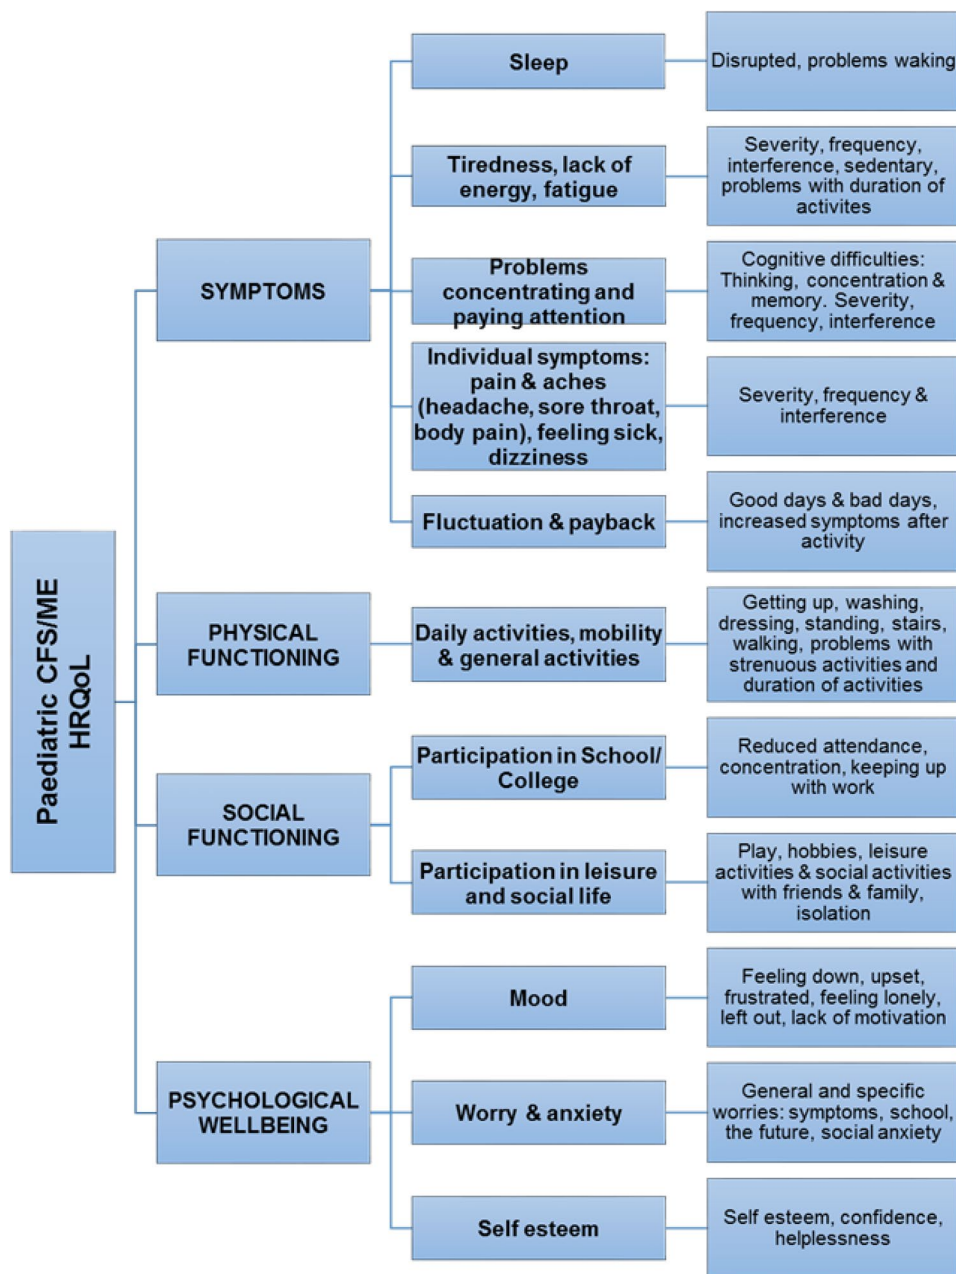 Paediatric CFS/ME
HRQoL
SYMPTOMS
Sleep
Disrupted, problems waking
Tiredness, lack of
energy, fatigue
Severity, frequency,
interference, sedentary,
problems with duration of
activites
Problems
concentrating and
paying attention
Cognitive difficulties:
Thinking, concentration &
memory. Severity,
frequency, interference
Individual symptoms:
pain & aches
(headache, sore throat,
body pain), feeling sick,
dizziness
Severity, frequency &
interference
Fluctuation & payback
Good days & bad days,
increased symptoms after
activity
PHYSICAL
FUNCTIONING
Daily activities, mobility
& general activities
Getting up, washing,
dressing, standing, stairs,
walking, problems with
strenuous activities and
duration of activities
SOCIAL
FUNCTIONING
Participation in School/
College
Reduced attendance,
concentration, keeping up
with work
Participation in leisure
and social life
Play, hobbies, leisure
activities & social activities
with friends & family,
isolation
PSYCHOLOGICAL
WELLBEING
Mood
Feeling down, upset,
frustrated, feeling lonely,
left out, lack of motivation
Worry & anxiety
General and specific
worries: symptoms, school,
the future, social anxiety
Self esteem
Self esteem, confidence,
helplessness